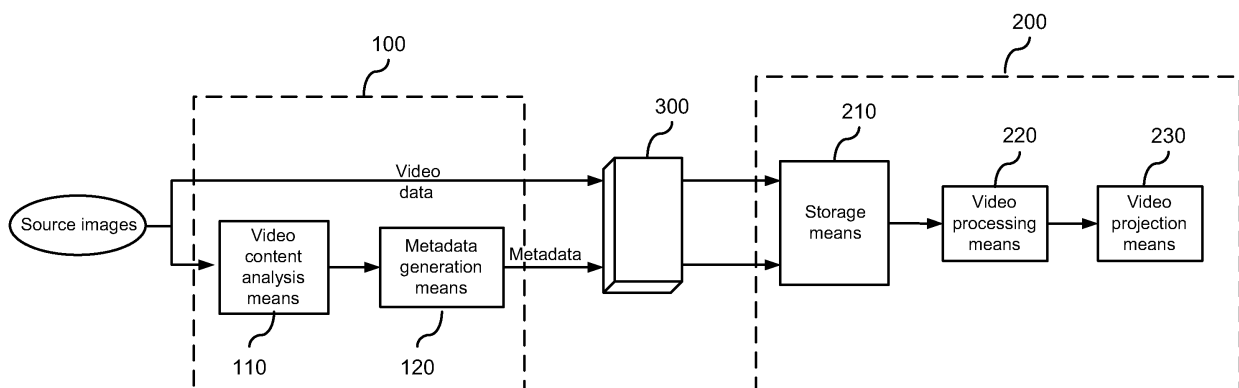 200
100
300
210
220
230
Video
data
Source images
Video
content
analysis
means
Metadada
generation
means
Metadata
Storage
means
Video
processing
means
Video
projection
means
110
120